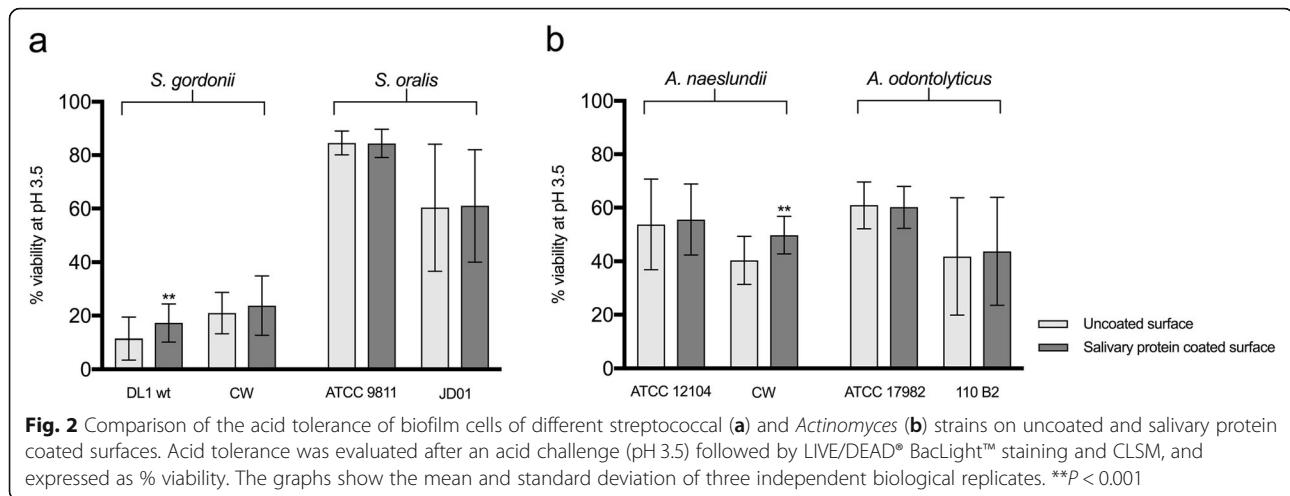 a
S. gordonii
S. oralis
% viability at pH 3.5
100
80
60
40
20
0
**
DL1 wt
CW
ATCC 9811
JD01
b
A. naeslundii
A. odontolyticus
% viability at pH 3.5
100
80
60
40
20
0
**
ATCC 12104
CW
ATCC 17982
110 B2
Uncoated surface
Salivary protein coated surface
Fig. 2 Comparison of the acid tolerance of biofilm cells of different streptococcal (a) and Actinomyces (b) strains on uncoated and salivary protein
coated surfaces. Acid tolerance was evaluated after an acid challenge (pH 3.5) followed by LIVE/DEAD® BacLight™ staining and CLSM, and
expressed as % viability. The graphs show the mean and standard deviation of three independent biological replicates. **P < 0.001